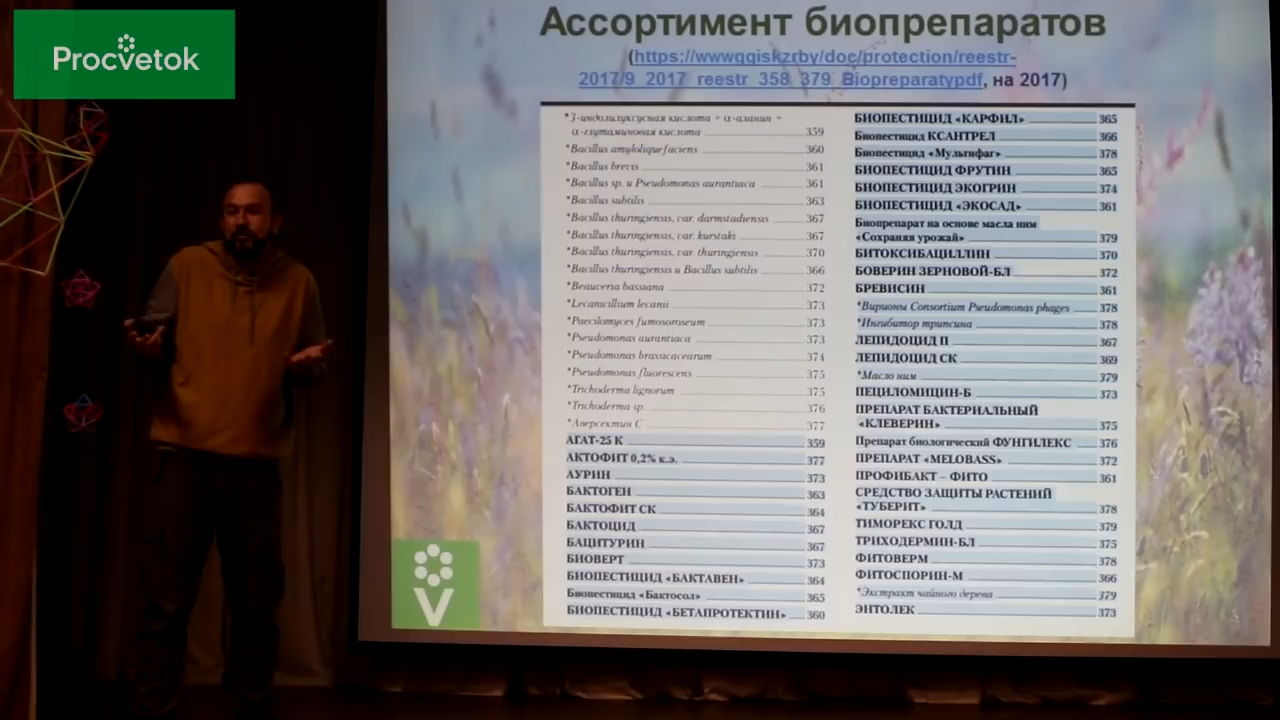 Procvetok
Ассортимент биопрепаратов
(https://wwwggiskzrby/doc/protection/reestr-
2017/9_2017_reestr_358_379_Biopreparatypdf, на 2017)
*3-индолилуксусная кислота + α-аланин +
α-глутаминовая кислота 359
*Bacillus amyloliquefaciens 360
*Bacillus brevis 361
*Bacillus sp. и Pseudomonas aurantiaca 361
*Bacillus subtilis 363
*Bacillus thuringiensis, var. darmstadiensis 367
*Bacillus thuringiensis, var. kurstaki 367
*Bacillus thuringiensis, var. thuringiensis 370
*Bacillus thuringiensis и Bacillus subtilis 366
*Beauveria bassiana 372
*Lecanicillium lecanii 373
*Paecilomyces fumosoroseum 373
*Pseudomonas aurantiaca 373
*Pseudomonas brassicacearum 374
*Pseudomonas fluorescens 375
*Trichoderma lignorum 375
*Trichoderma sp. 376
*Аверсектин С 377
АГАТ-25 К 359
АКТОФИТ 0,2% к.э. 377
АУРИН 373
БАКТОГЕН 363
БАКТОФИТ СК 364
БАКТОЦИД 367
БАЦИТУРИН 367
БИОВЕРТ 373
БИОПЕСТИЦИД «БАКТАВЕН» 364
Биопестицид «Бактосол» 365
БИОПЕСТИЦИД «БЕТАПРОТЕКТИН» 360
БИОПЕСТИЦИД «КАРФИЛ» 365
Биопестицид КСАНТРЕЛ 366
Биопестицид «Мультифаг» 378
БИОПЕСТИЦИД ФРУТИН 365
БИОПЕСТИЦИД ЭКОГРИН 374
БИОПЕСТИЦИД «ЭКОСАД» 361
Биопрепарат на основе масла ним
«Сохраняя урожай» 379
БИТОКСИБАЦИЛЛИН 370
БОВЕРИН ЗЕРНОВОЙ-БЛ 372
БРЕВИСИН 361
*Вирионы Consortium Pseudomonas phages 378
*Ингибитор трипсина 378
ЛЕПИДОЦИД П 367
ЛЕПИДОЦИД СК 369
*Масло ним 379
ПЕЦИЛОМИЦИН-Б 373
ПРЕПАРАТ БАКТЕРИАЛЬНЫЙ
«КЛЕВЕРИН» 375
Препарат биологический ФУНГИЛЕКС 376
ПРЕПАРАТ «MELOBASS» 372
ПРОФИБАКТ – ФИТО 361
СРЕДСТВО ЗАЩИТЫ РАСТЕНИЙ
«ТУБЕРИТ» 378
ТИМОРЕКС ГОЛД 379
ТРИХОДЕРМИН-БЛ 375
ФИТОВЕРМ 378
ФИТОСПОРИН-М 366
*Экстракт чайного дерева 379
ЭНТОЛЕК 373